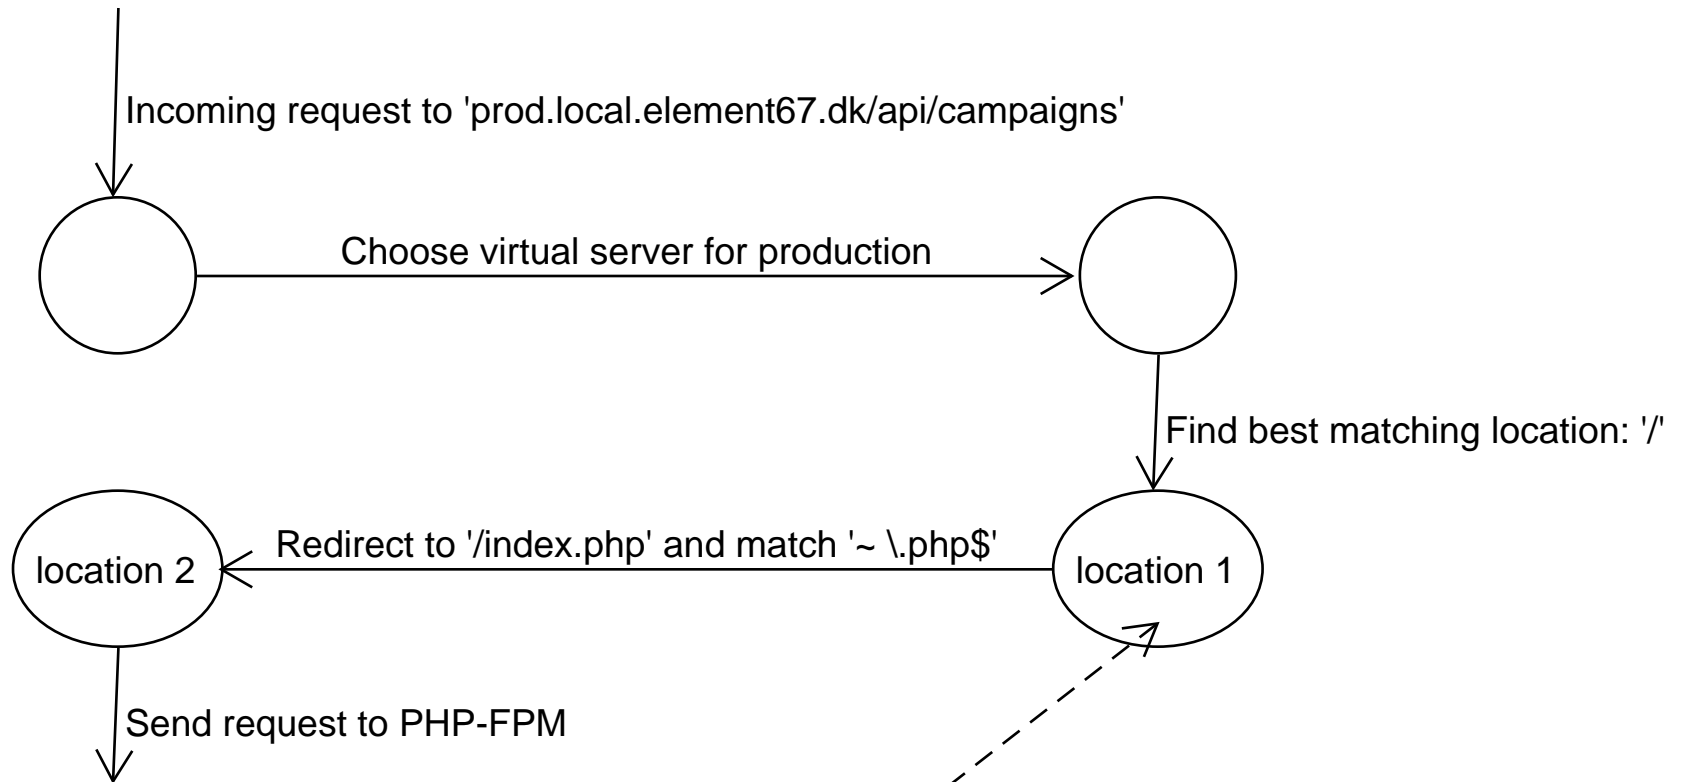 Incoming request to 'prod.local.element67.dk/api/campaigns'
Choose virtual server for production
Find best matching location: '/'
Redirect to '/index.php' and match '~ \.php$'
location 2
location 1
Send request to PHP-FPM